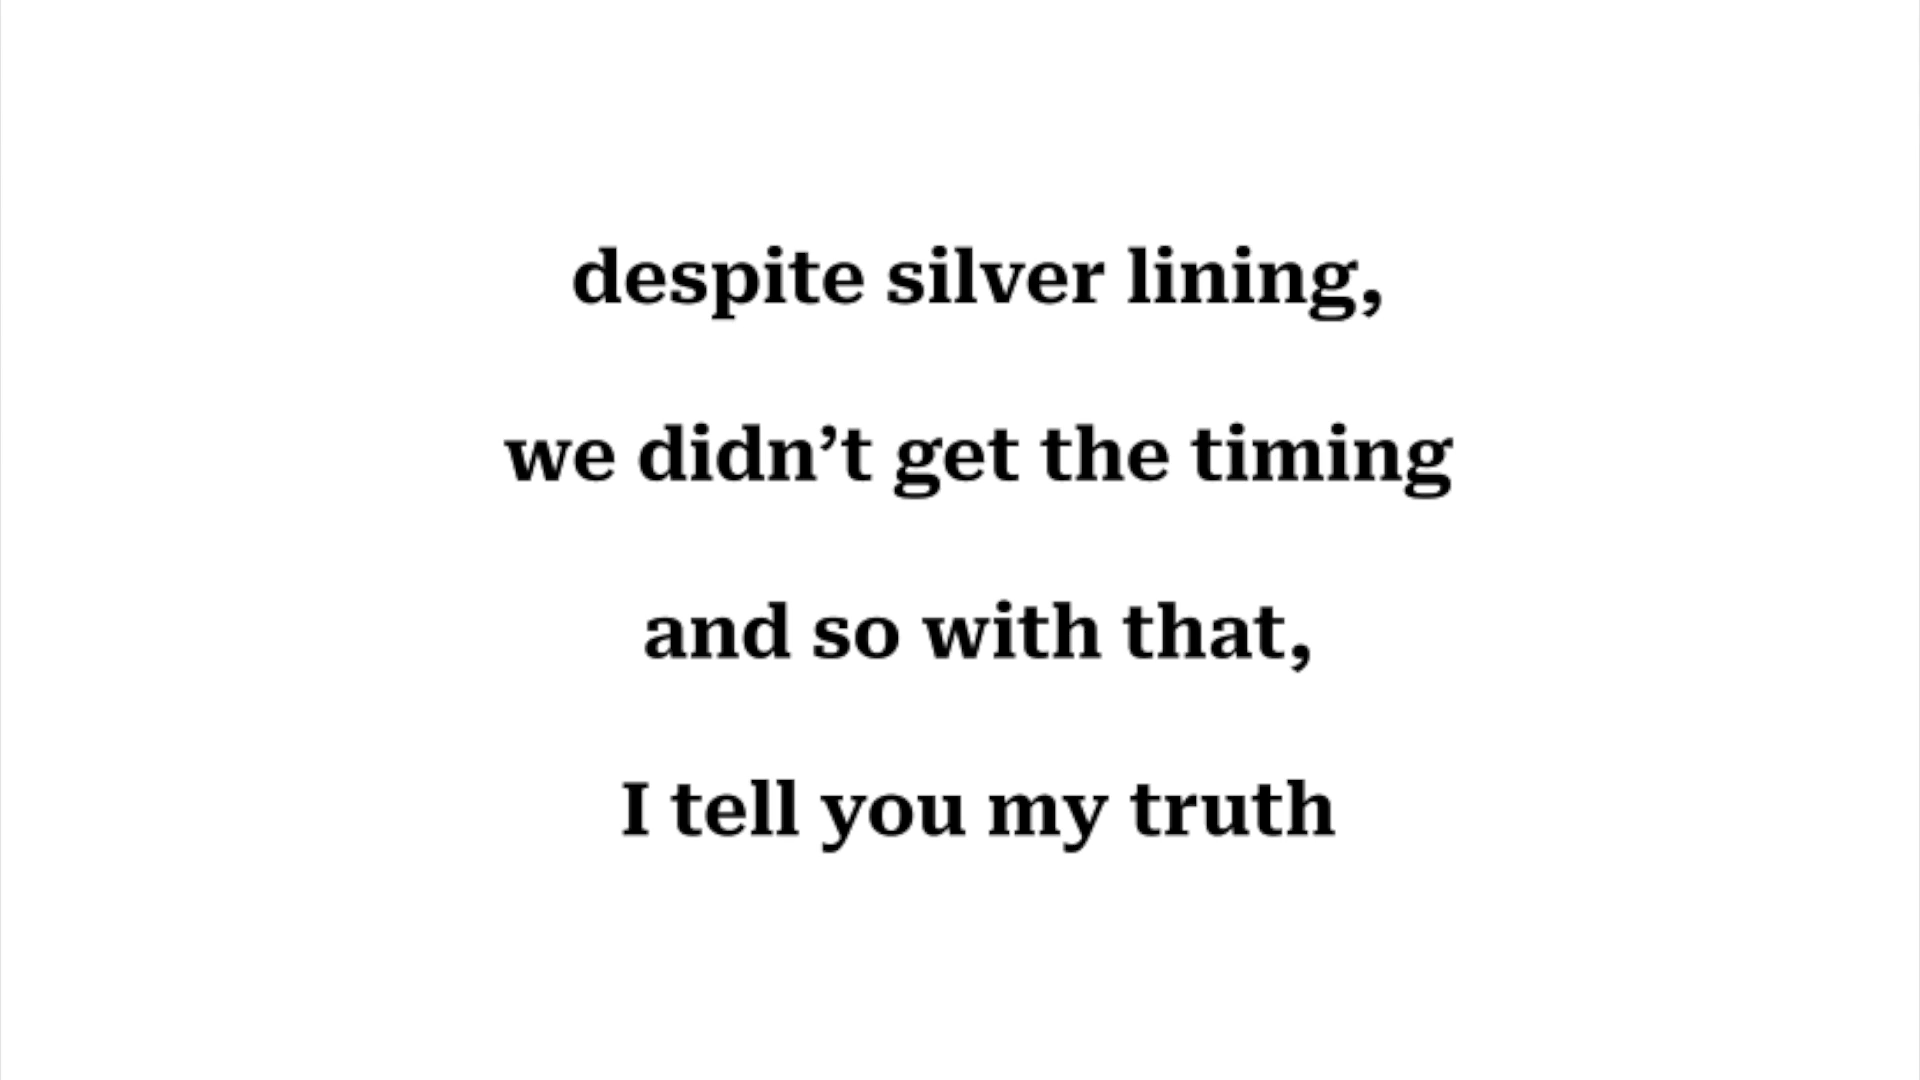 despite silver lining,
we didn’t get the timing
and so with that,
I tell you my truth